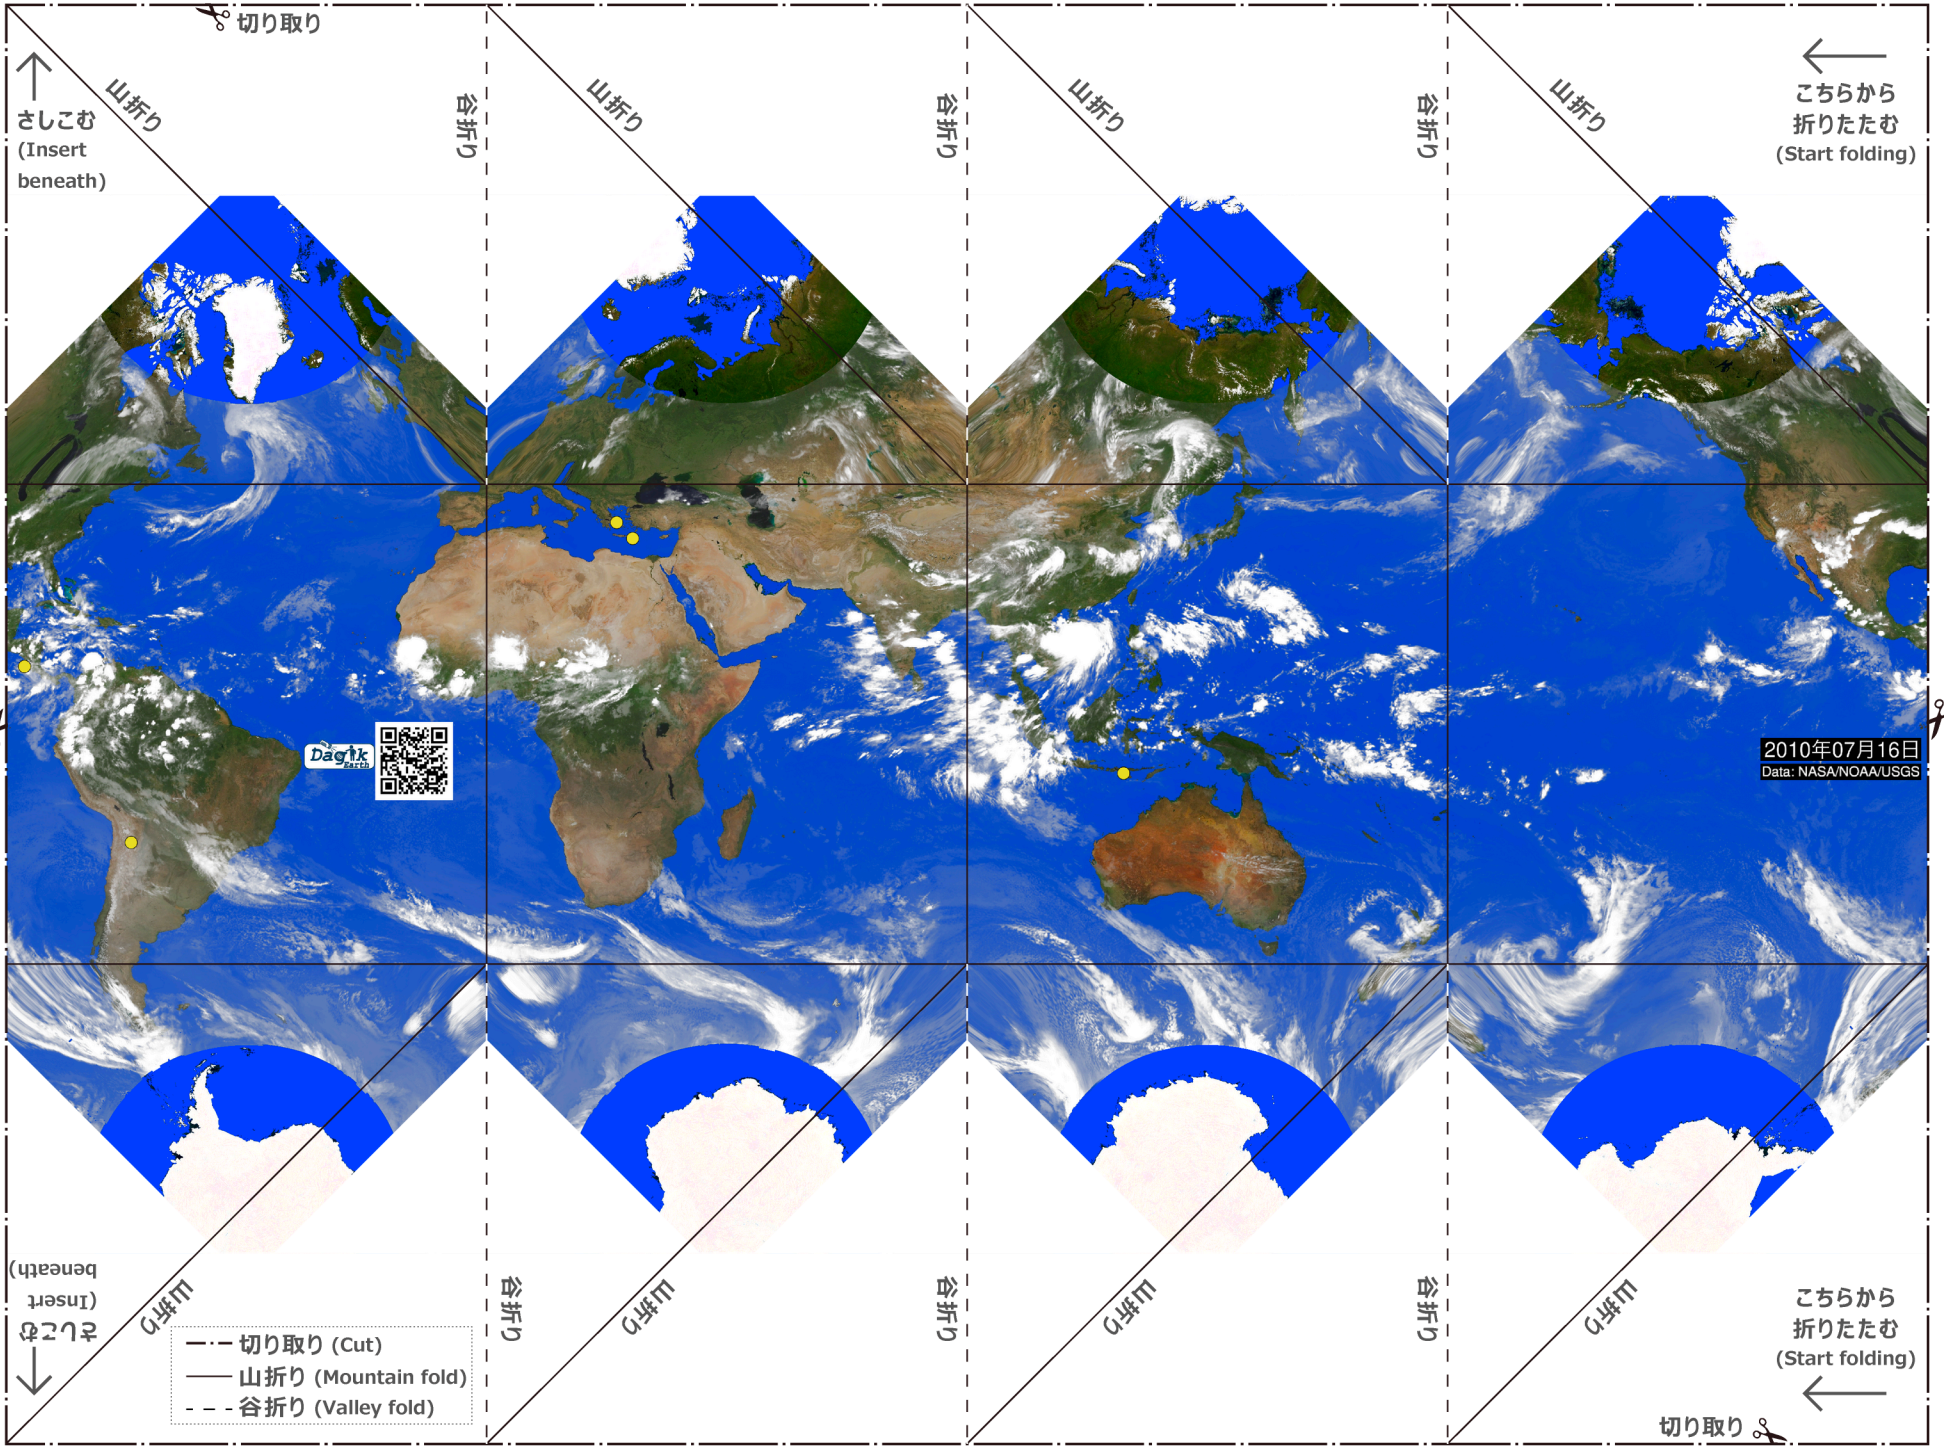 切り取り
山折り
山折り
山折り
山折り
谷折り
谷折り
谷折り
さしこむ
(Insert
beneath)
こちらから
折りたたむ
(Start folding)
Dagik
Earth
2010年07月16日
Data: NASA/NOAA/USGS
さしこむ
(Insert
beneath)
山折り
山折り
山折り
山折り
谷折り
谷折り
谷折り
こちらから
折りたたむ
(Start folding)
切り取り (Cut)
山折り (Mountain fold)
谷折り (Valley fold)
切り取り